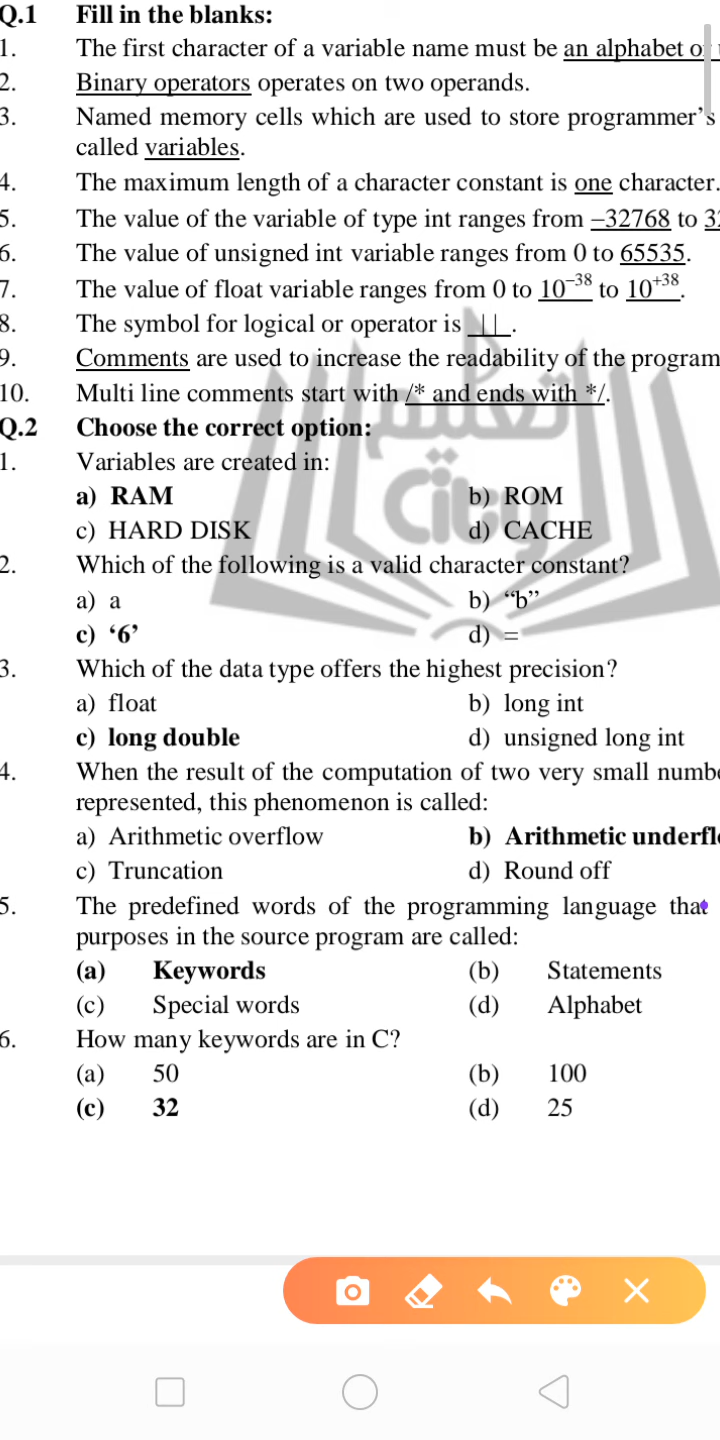 Q.1 Fill in the blanks:
1. The first character of a variable name must be an alphabet or
2. Binary operators operates on two operands.
3. Named memory cells which are used to store programmer's
called variables.
4. The maximum length of a character constant is one character.
5. The value of the variable of type int ranges from –32768 to 3
6. The value of unsigned int variable ranges from 0 to 65535.
7. The value of float variable ranges from 0 to 10⁻³⁸ to 10⁺³⁸.
8. The symbol for logical or operator is ||.
9. Comments are used to increase the readability of the program
10. Multi line comments start with /* and ends with */.
Q.2 Choose the correct option:
1. Variables are created in:
a) RAM b) ROM
c) HARD DISK d) CACHE
2. Which of the following is a valid character constant?
a) a b) “b”
c) ‘6’ d) =
3. Which of the data type offers the highest precision?
a) float b) long int
c) long double d) unsigned long int
4. When the result of the computation of two very small numbe
represented, this phenomenon is called:
a) Arithmetic overflow b) Arithmetic underfl
c) Truncation d) Round off
5. The predefined words of the programming language that
purposes in the source program are called:
(a) Keywords (b) Statements
(c) Special words (d) Alphabet
6. How many keywords are in C?
(a) 50 (b) 100
(c) 32 (d) 25
تعلیم
City